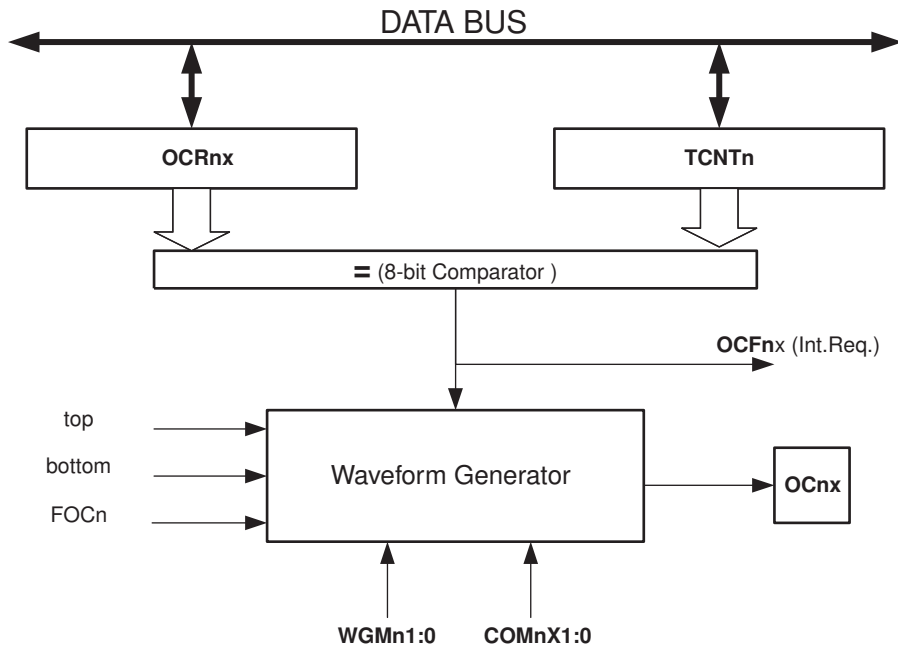 DATA BUS
OCRnx
TCNTn
= (8-bit Comparator )
OCFnx (Int.Req.)
top
bottom
FOCn
Waveform Generator
OCnx
WGMn1:0
COMnX1:0